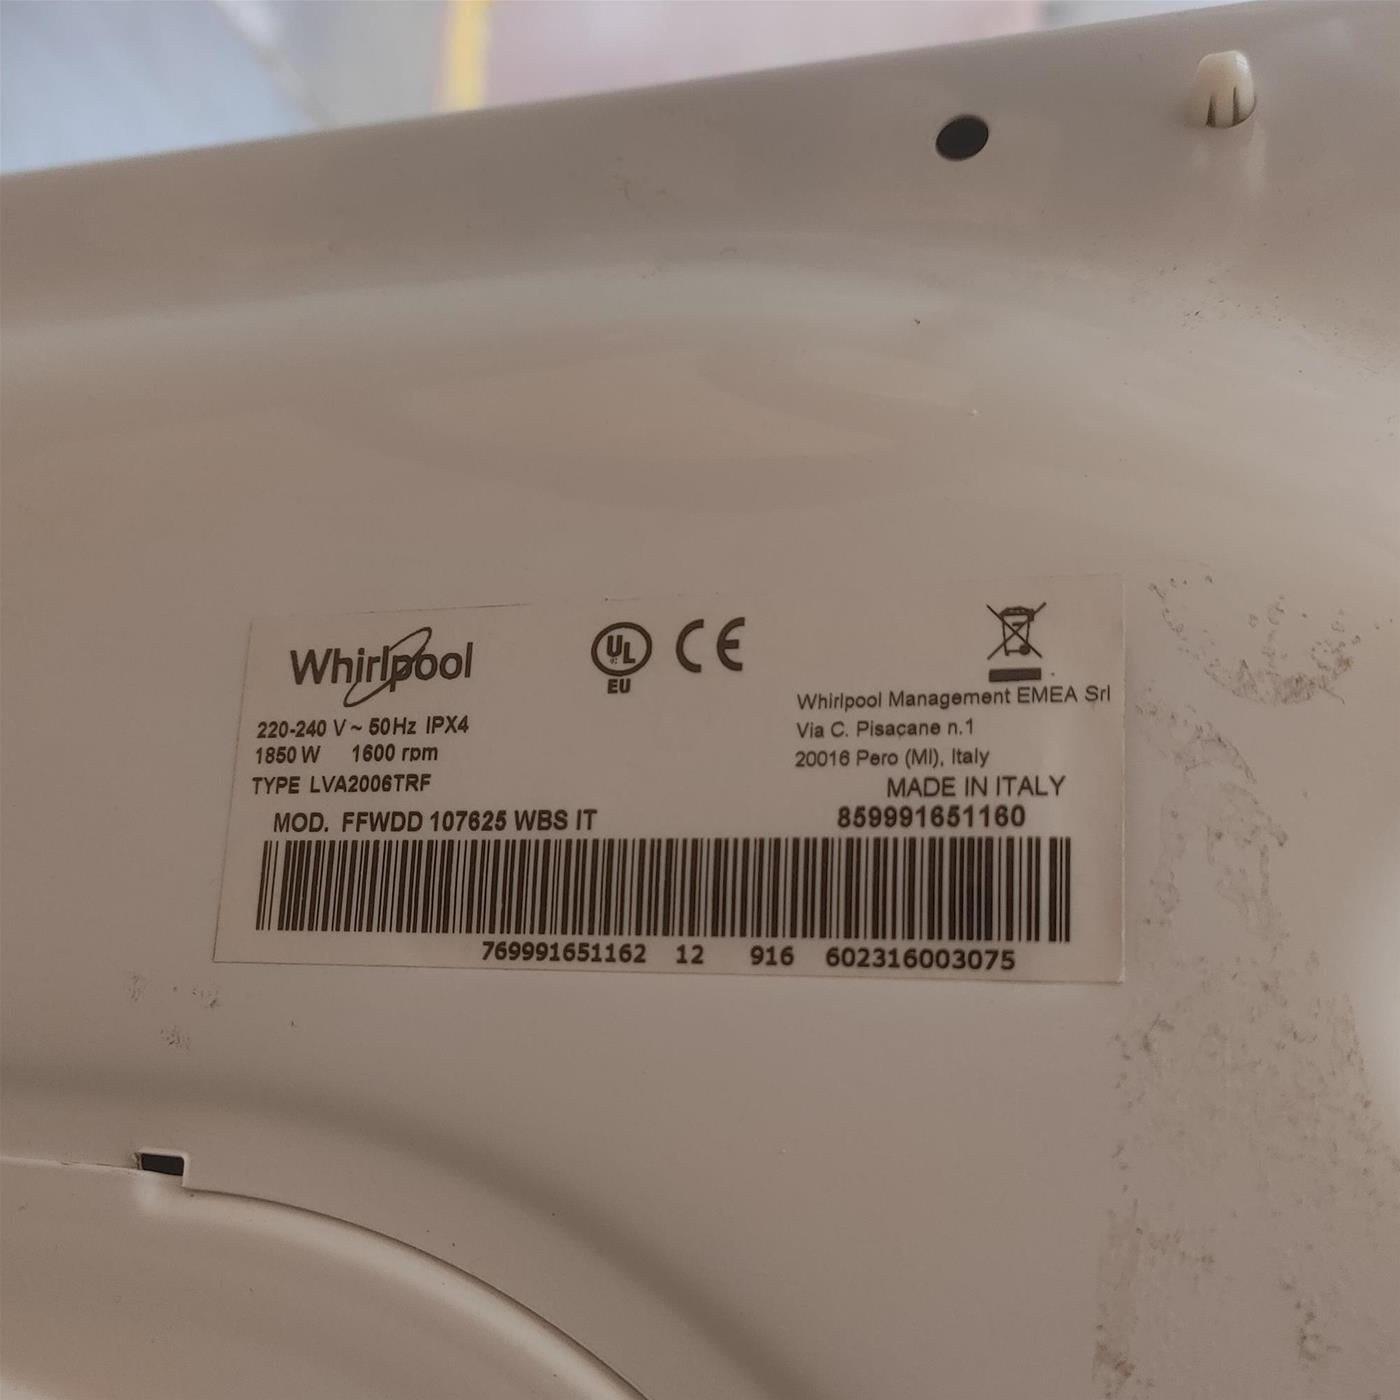 Whirlpool
UL
EU
CE
220-240 V ~ 50Hz IPX4
1850 W 1600 rpm
TYPE LVA2006TRF
Whirlpool Management EMEA Srl
Via C. Pisacane n.1
20016 Pero (MI), Italy
MADE IN ITALY
MOD. FFWDD 107625 WBS IT 859991651160
769991651162 12 916 602316003075